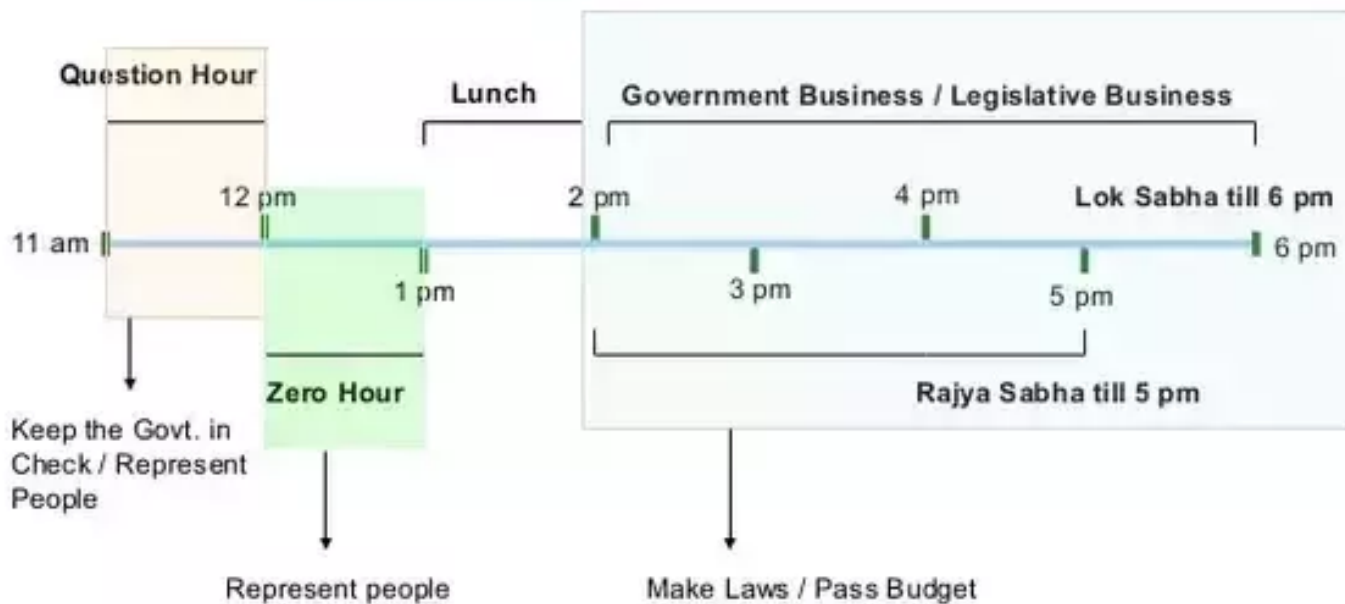 Question Hour
Lunch
Government Business / Legislative Business
12 pm
2 pm
4 pm
Lok Sabha till 6 pm
11 am
6 pm
1 pm
3 pm
5 pm
Zero Hour
Rajya Sabha till 5 pm
Keep the Govt. in
Check / Represent
People
Represent people
Make Laws / Pass Budget